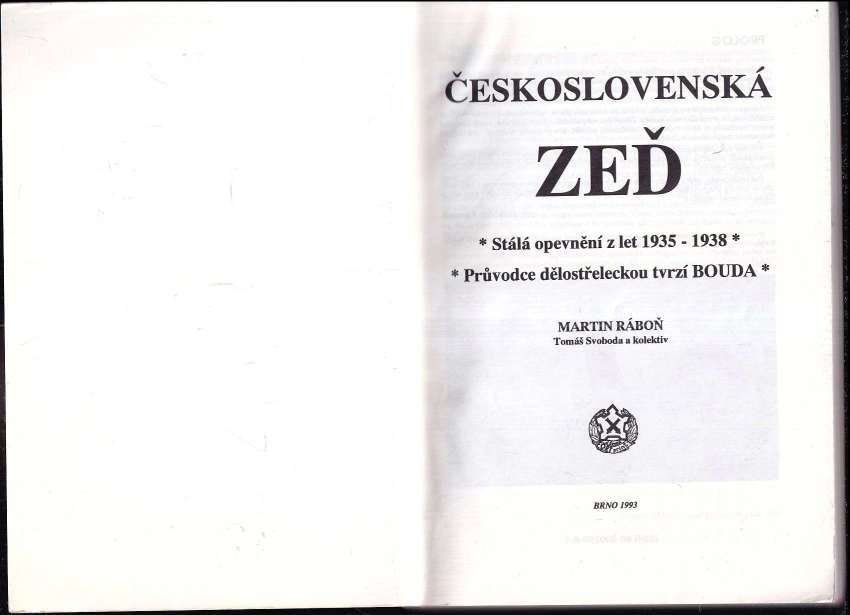 ČESKOSLOVENSKÁ
ZEĎ
* Stálá opevnění z let 1935 - 1938 *
* Průvodce dělostřeleckou tvrzí BOUDA *
MARTIN RÁBOŇ
Tomáš Svoboda a kolektiv
BRNO 1993